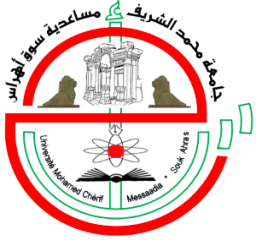 جامعة محمد الشريف مساعدية سوق أهراس
Université Mohamed Chérif Messaadia • Souk Ahras